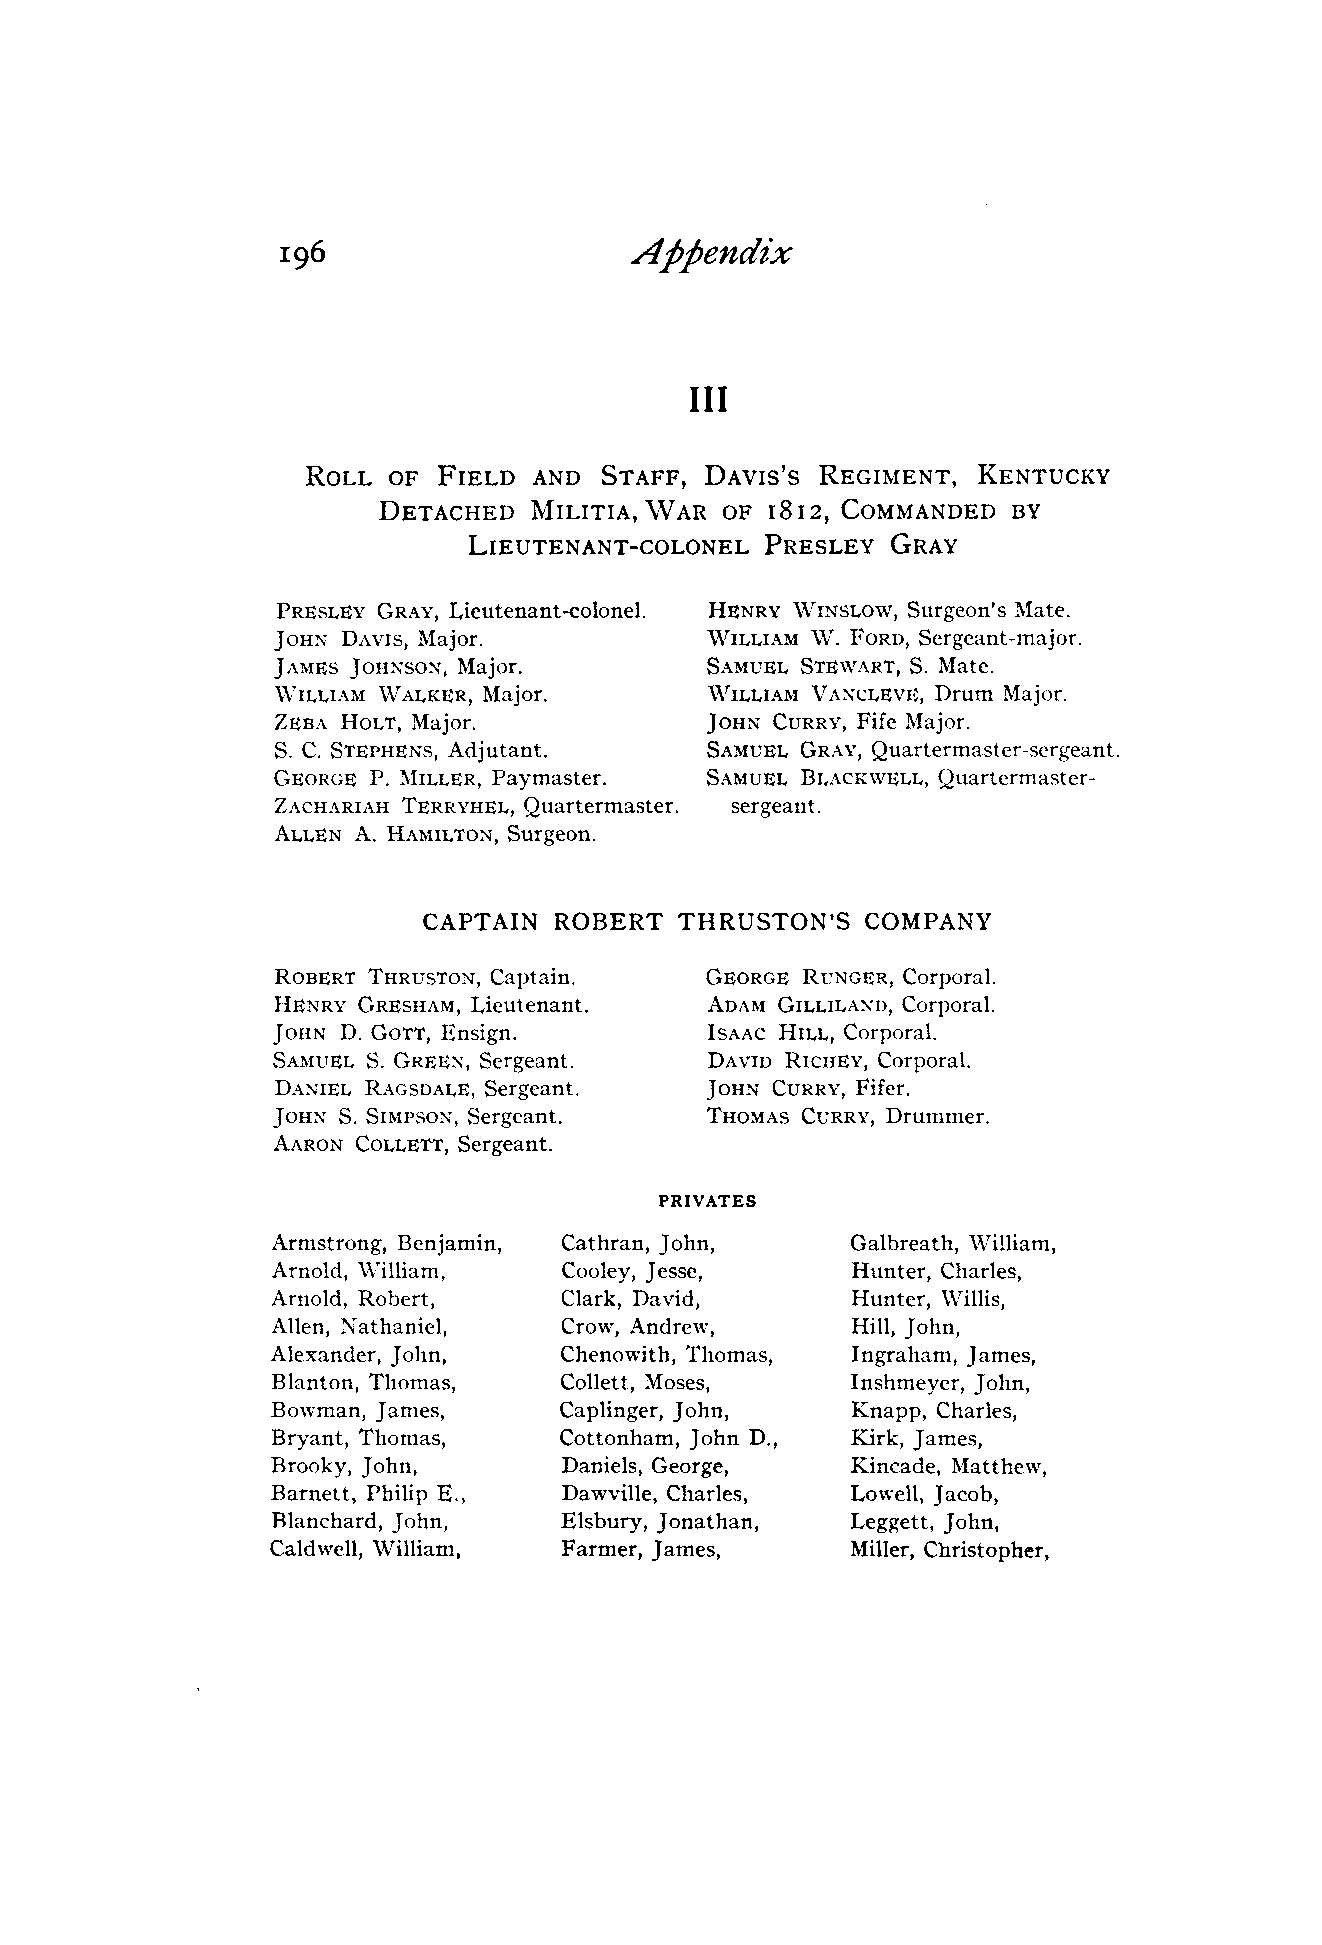 196 Appendix
III
ROLL OF FIELD AND STAFF, DAVIS'S REGIMENT, KENTUCKY
DETACHED MILITIA, WAR OF 1812, COMMANDED BY
LIEUTENANT-COLONEL PRESLEY GRAY
PRESLEY GRAY, Lieutenant-colonel.
JOHN DAVIS, Major.
JAMES JOHNSON, Major.
WILLIAM WALKER, Major.
ZEBA HOLT, Major.
S. C. STEPHENS, Adjutant.
GEORGE P. MILLER, Paymaster.
ZACHARIAH TERRYHEL, Quartermaster.
ALLEN A. HAMILTON, Surgeon.
HENRY WINSLOW, Surgeon's Mate.
WILLIAM W. FORD, Sergeant-major.
SAMUEL STEWART, S. Mate.
WILLIAM VANCLEVE, Drum Major.
JOHN CURRY, Fife Major.
SAMUEL GRAY, Quartermaster-sergeant.
SAMUEL BLACKWELL, Quartermaster-
sergeant.
CAPTAIN ROBERT THRUSTON'S COMPANY
ROBERT THRUSTON, Captain.
HENRY GRESHAM, Lieutenant.
JOHN D. GOTT, Ensign.
SAMUEL S. GREEN, Sergeant.
DANIEL RAGSDALE, Sergeant.
JOHN S. SIMPSON, Sergeant.
AARON COLLETT, Sergeant.
GEORGE RUNGER, Corporal.
ADAM GILLILAND, Corporal.
ISAAC HILL, Corporal.
DAVID RICHEY, Corporal.
JOHN CURRY, Fifer.
THOMAS CURRY, Drummer.
PRIVATES
Armstrong, Benjamin,
Arnold, William,
Arnold, Robert,
Allen, Nathaniel,
Alexander, John,
Blanton, Thomas,
Bowman, James,
Bryant, Thomas,
Brooky, John,
Barnett, Philip E.,
Blanchard, John,
Caldwell, William,
Cathran, John,
Cooley, Jesse,
Clark, David,
Crow, Andrew,
Chenowith, Thomas,
Collett, Moses,
Caplinger, John,
Cottonham, John D.,
Daniels, George,
Dawville, Charles,
Elsbury, Jonathan,
Farmer, James,
Galbreath, William,
Hunter, Charles,
Hunter, Willis,
Hill, John,
Ingraham, James,
Inshmeyer, John,
Knapp, Charles,
Kirk, James,
Kincade, Matthew,
Lowell, Jacob,
Leggett, John,
Miller, Christopher,